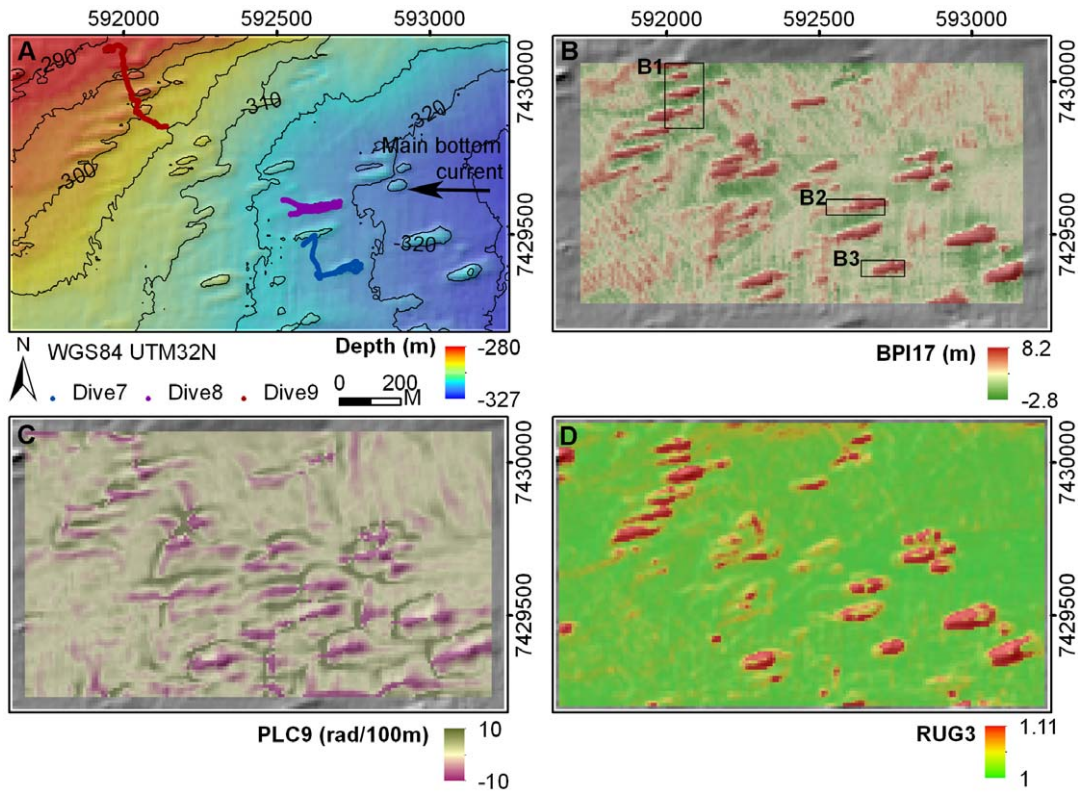 592000 592500 593000
592000 592500 593000
A
-290
-310
-320
Main bottom
current
-300
-320
7430000
7429500
B
B1
B2
B3
7430000
7429500
N
WGS84 UTM32N
Dive7 Dive8 Dive9
0 200
M
Depth (m)
-280
-327
BPI17 (m)
8.2
-2.8
C
7430000
7429500
D
7430000
7429500
PLC9 (rad/100m)
10
-10
RUG3
1.11
1